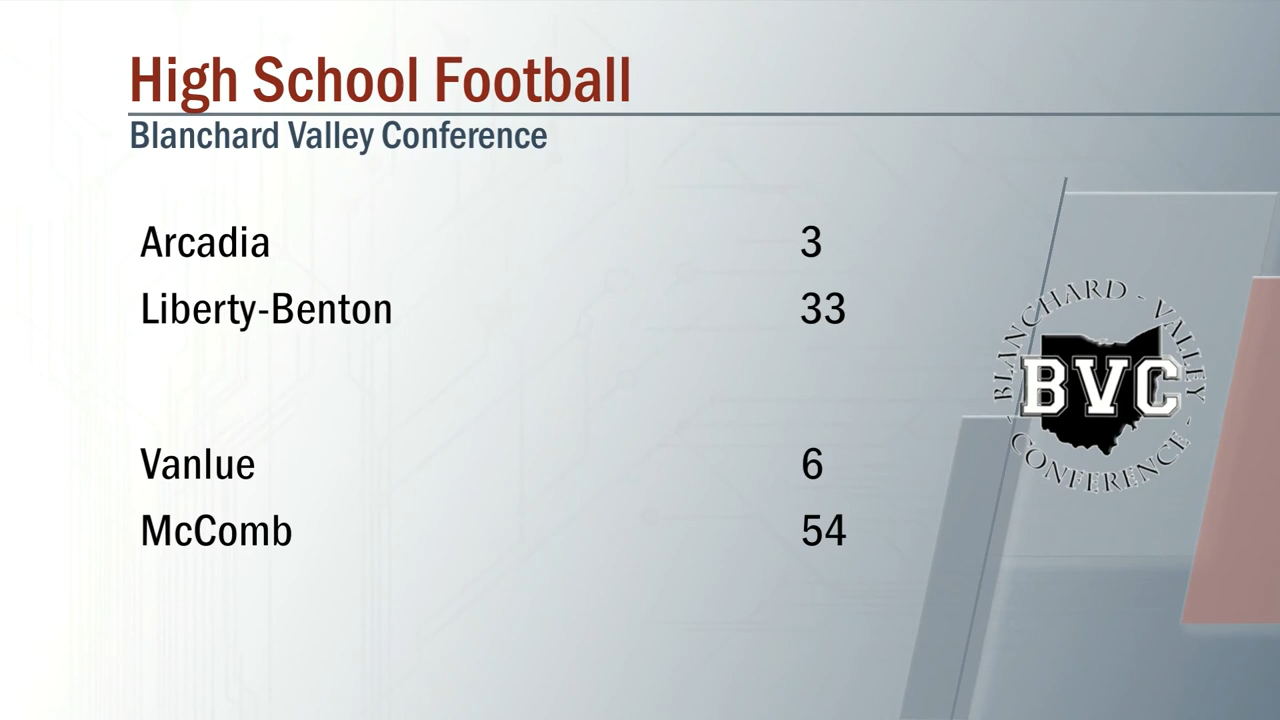 High School Football
Blanchard Valley Conference
Arcadia 3
Liberty-Benton 33
Vanlue 6
McComb 54
BLANCHARD - VALLEY - CONFERENCE -
BVC